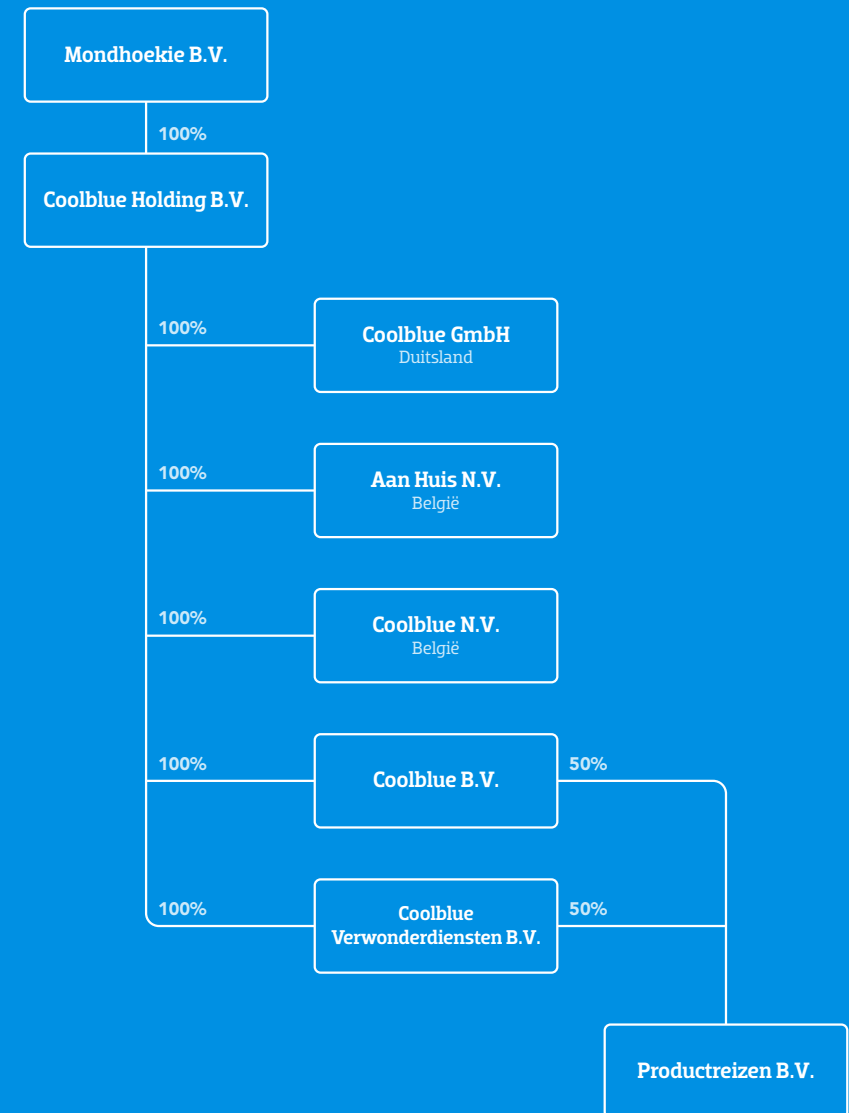 Mondhoekie B.V.
100%
Coolblue Holding B.V.
100%
Coolblue GmbH
Duitsland
100%
Aan Huis N.V.
België
100%
Coolblue N.V.
België
100%
Coolblue B.V.
50%
100%
Coolblue
Verwonderdiensten B.V.
50%
Productreizen B.V.